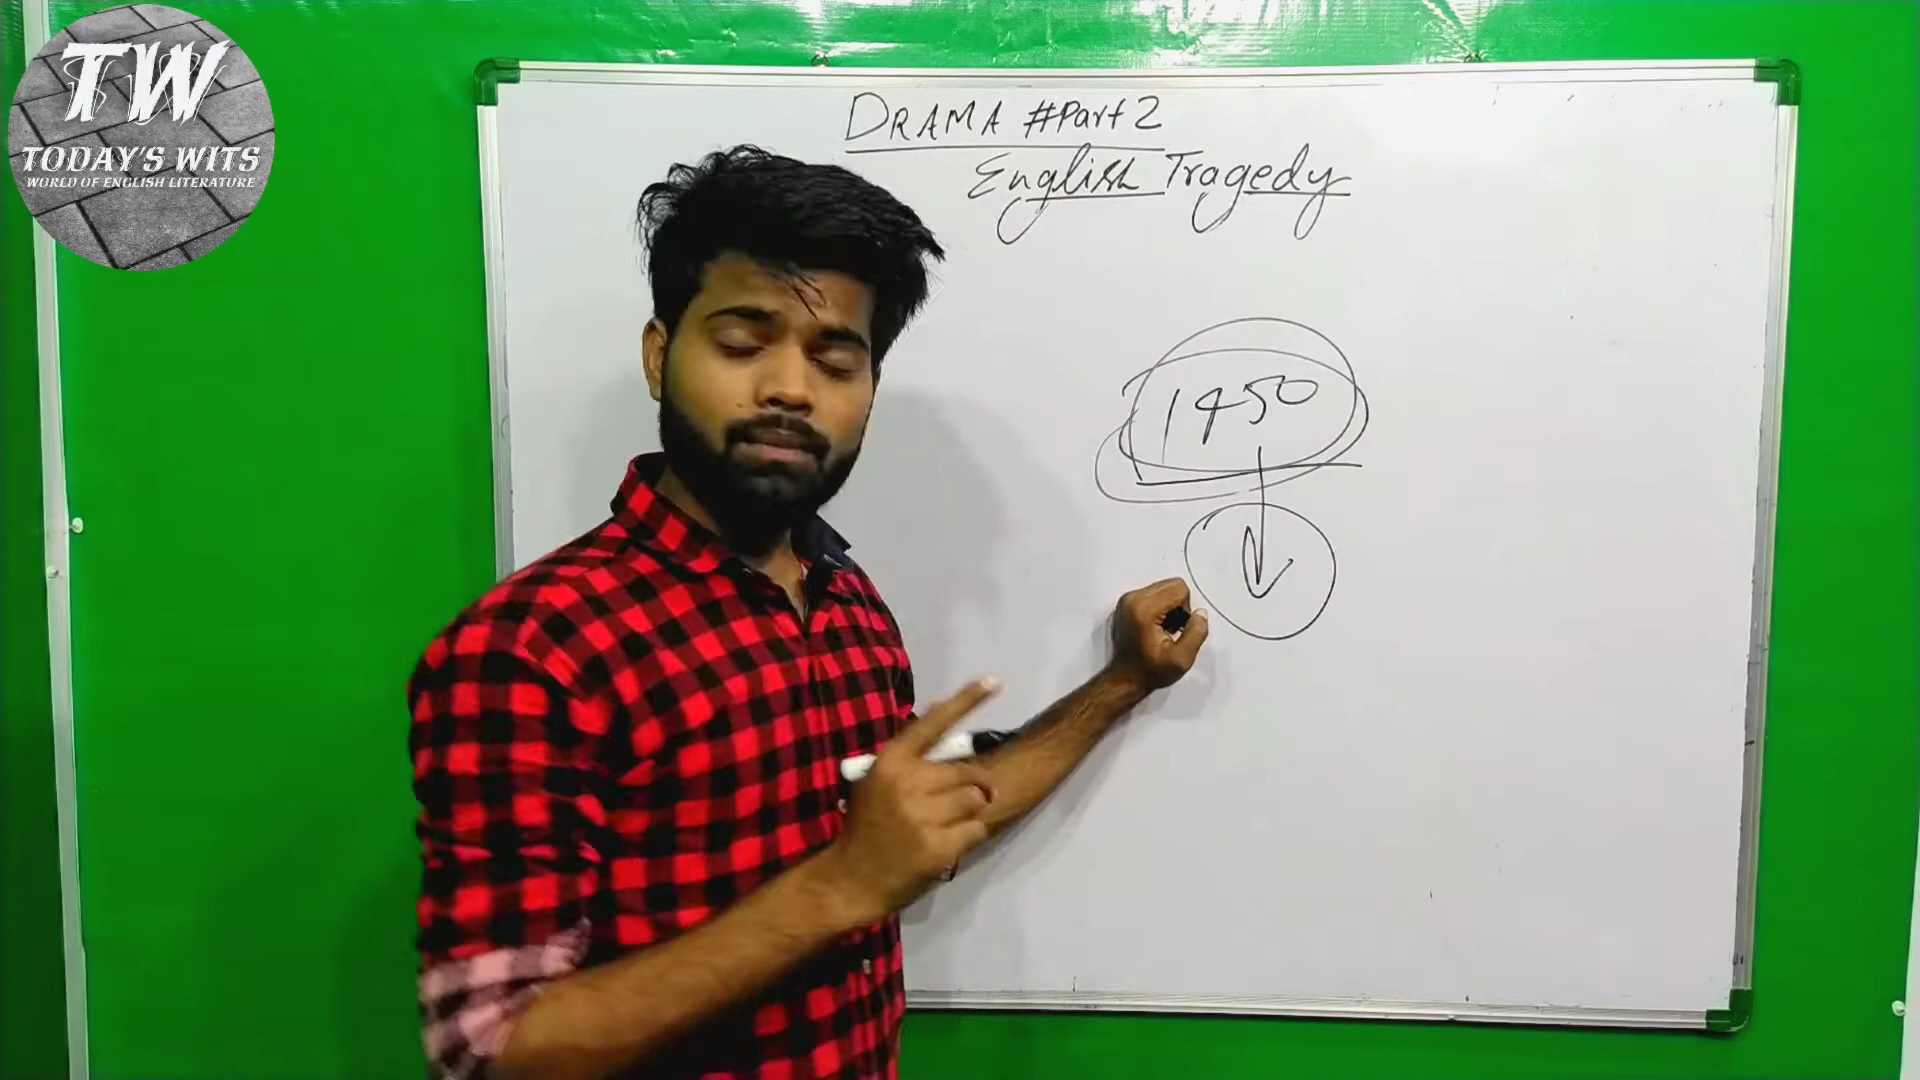 TW
TODAY'S WITS
WORLD OF ENGLISH LITERATURE
DRAMA #Part 2
English Tragedy
1450